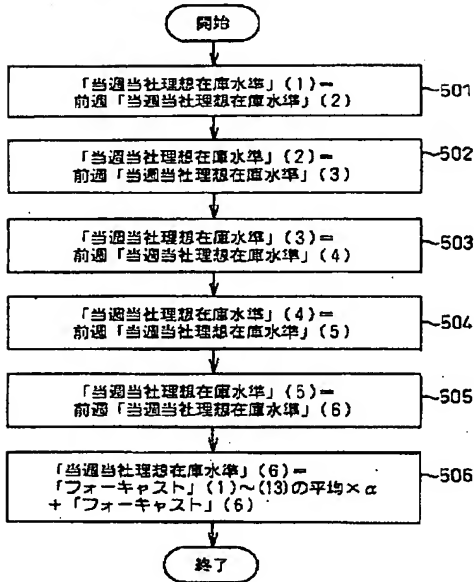 開始
「当週当社理想在庫水準」(1)=
前週「当週当社理想在庫水準」(2)
501
「当週当社理想在庫水準」(2)=
前週「当週当社理想在庫水準」(3)
502
「当週当社理想在庫水準」(3)=
前週「当週当社理想在庫水準」(4)
503
「当週当社理想在庫水準」(4)=
前週「当週当社理想在庫水準」(5)
504
「当週当社理想在庫水準」(5)=
前週「当週当社理想在庫水準」(6)
505
「当週当社理想在庫水準」(6)=
「フォーキャスト」(1)~(13)の平均×α
+「フォーキャスト」(6)
506
終了